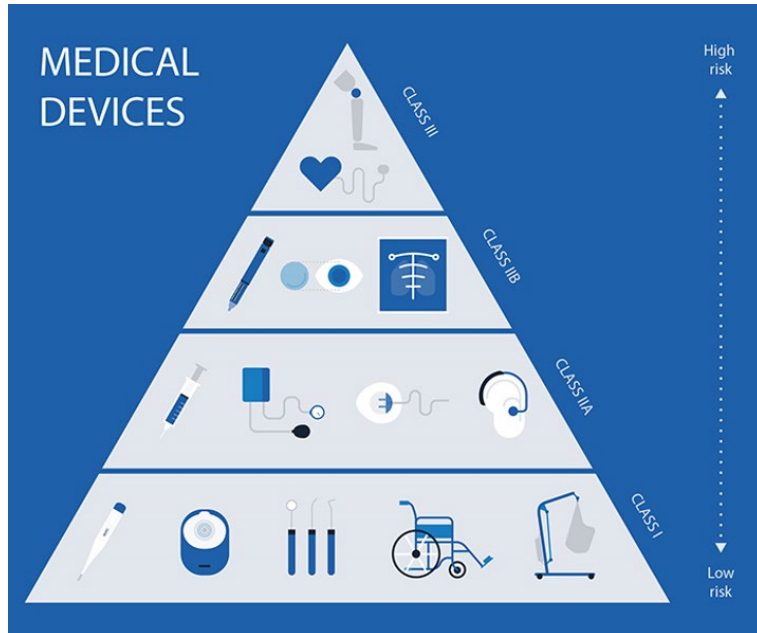 MEDICAL
DEVICES
High
risk
CLASS III
CLASS IIB
CLASS IIA
CLASS I
Low
risk